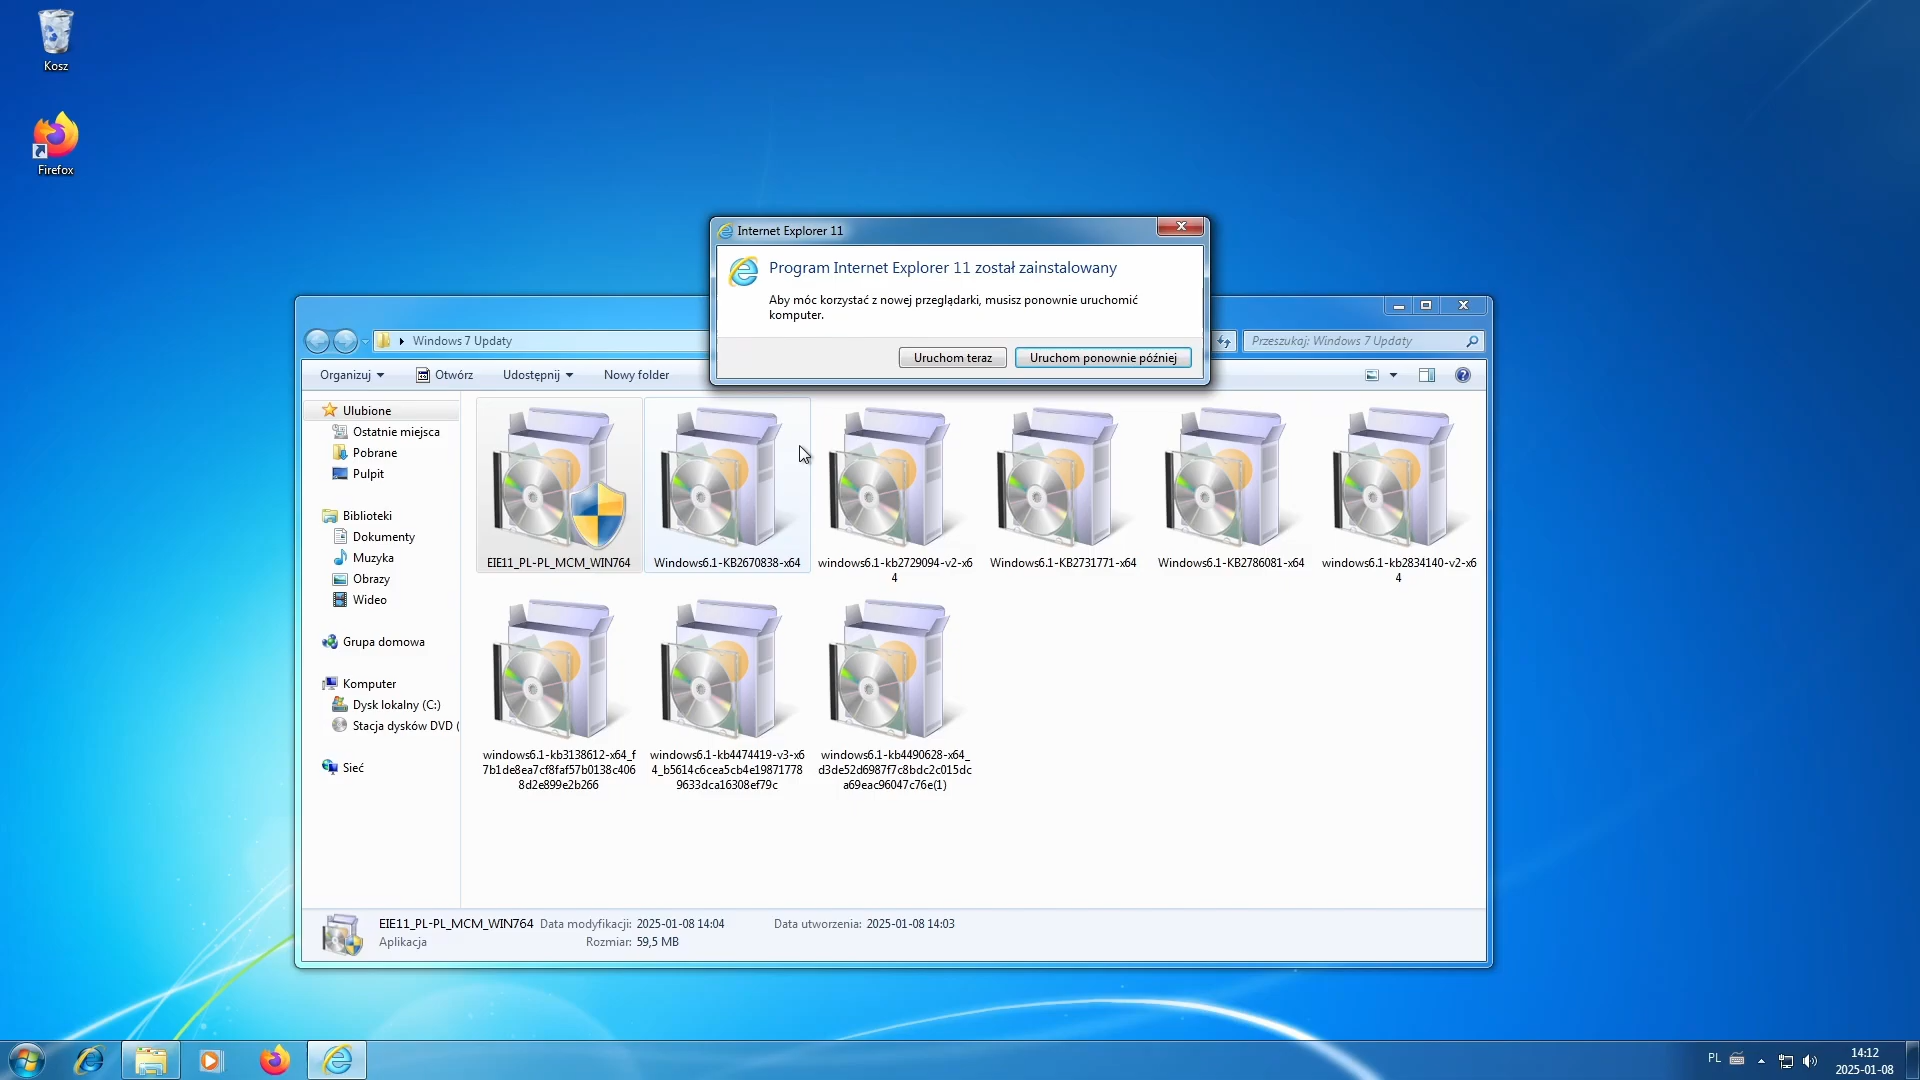 Kosz
Firefox
Internet Explorer 11
Program Internet Explorer 11 został zainstalowany
Aby móc korzystać z nowej przeglądarki, musisz ponownie uruchomić
komputer.
Uruchom teraz
Uruchom ponownie później
Windows 7 Updaty
Przeszukaj: Windows 7 Updaty
Organizuj
Otwórz
Udostępnij
Nowy folder
Ulubione
Ostatnie miejsca
Pobrane
Pulpit
Biblioteki
Dokumenty
Muzyka
Obrazy
Wideo
Grupa domowa
Komputer
Dysk lokalny (C:)
Stacja dysków DVD (
Sieć
EIE11_PL-PL_MCM_WIN764
Windows6.1-KB2670838-x64
windows6.1-kb2729094-v2-x6
4
Windows6.1-KB2731771-x64
Windows6.1-KB2786081-x64
windows6.1-kb2834140-v2-x6
4
windows6.1-kb3138612-x64_f
7b1de8ea7cf8faf57b0138c406
8d2e899e2b266
windows6.1-kb4474419-v3-x6
4_b5614c6cea5cb4e19871778
9633dca16308ef79c
windows6.1-kb4490628-x64_
d3de52d6987f7c8bdc2c015dc
a69eac96047c76e(1)
EIE11_PL-PL_MCM_WIN764 Data modyfikacji: 2025-01-08 14:04 Data utworzenia: 2025-01-08 14:03
Aplikacja Rozmiar: 59,5 MB
PL
14:12
2025-01-08